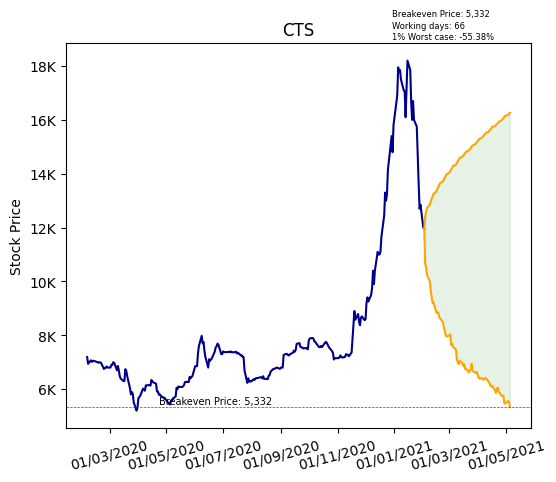 Breakeven Price: 5,332
Working days: 66
1% Worst case: -55.38%
CTS
Stock Price
18K
16K
14K
12K
10K
8K
6K
Breakeven Price: 5,332
01/03/2020
01/05/2020
01/07/2020
01/09/2020
01/11/2020
01/01/2021
01/03/2021
01/05/2021